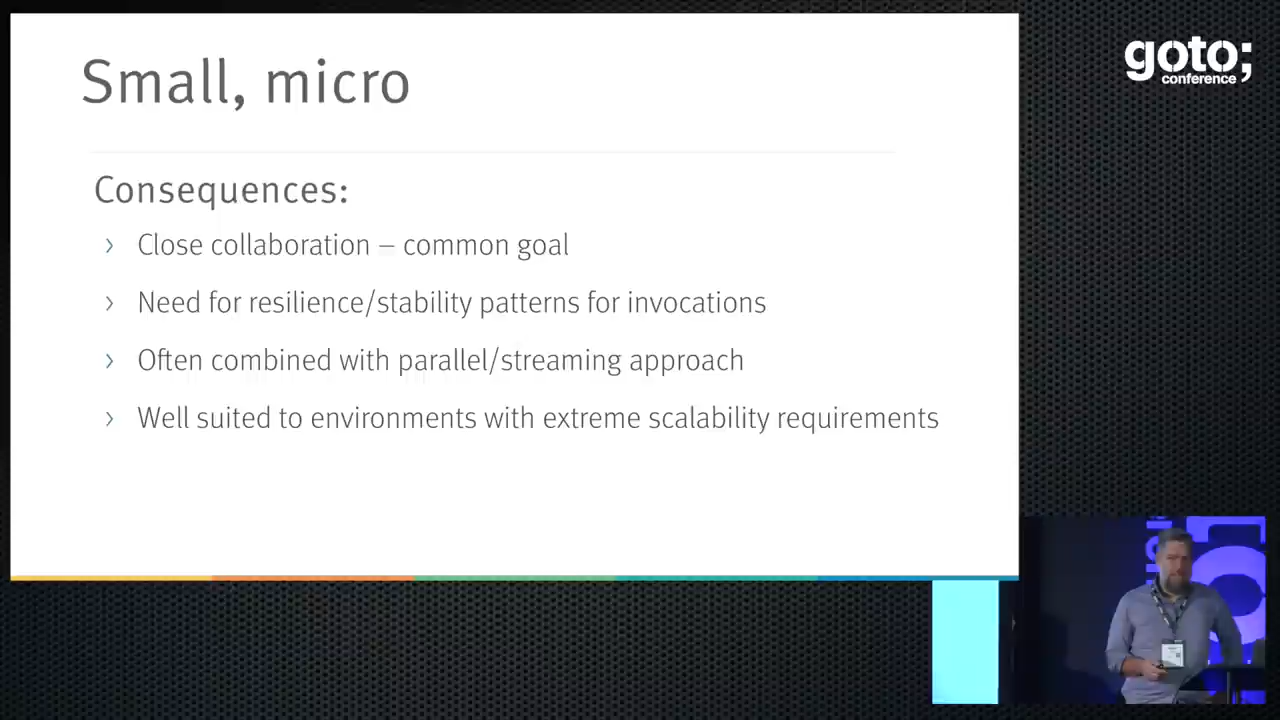 Small, micro
goto;
conference
Consequences:
› Close collaboration – common goal
› Need for resilience/stability patterns for invocations
› Often combined with parallel/streaming approach
› Well suited to environments with extreme scalability requirements